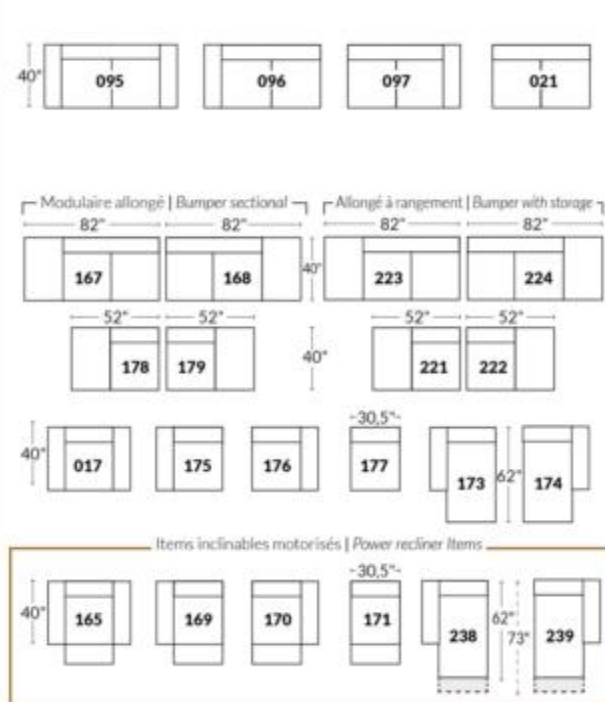 40"
095 096 097 021
Modulaire allongé | Bumper sectional
Allongé à rangement | Bumper with storage
82" 82" 82" 82"
167 168 40" 223 224
52" 52" 52" 52"
178 179 40" 221 222
-30,5"-
40" 017 175 176 177 173 62" 174
Items inclinables motorisés | Power recliner Items
-30,5"-
40" 165 169 170 171 238 62" 73" 239